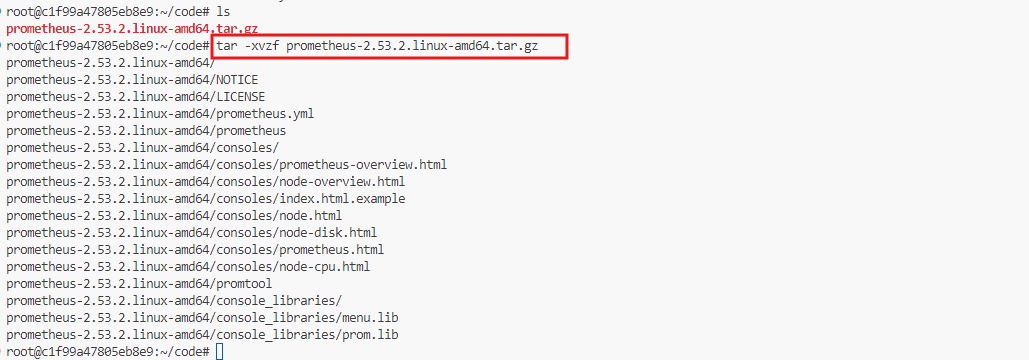 root@c1f99a47805eb8e9:~/code# ls
prometheus-2.53.2.linux-amd64.tar.gz
root@c1f99a47805eb8e9:~/code# tar -xvzf prometheus-2.53.2.linux-amd64.tar.gz
prometheus-2.53.2.linux-amd64/
prometheus-2.53.2.linux-amd64/NOTICE
prometheus-2.53.2.linux-amd64/LICENSE
prometheus-2.53.2.linux-amd64/prometheus.yml
prometheus-2.53.2.linux-amd64/prometheus
prometheus-2.53.2.linux-amd64/consoles/
prometheus-2.53.2.linux-amd64/consoles/prometheus-overview.html
prometheus-2.53.2.linux-amd64/consoles/node-overview.html
prometheus-2.53.2.linux-amd64/consoles/index.html.example
prometheus-2.53.2.linux-amd64/consoles/node.html
prometheus-2.53.2.linux-amd64/consoles/node-disk.html
prometheus-2.53.2.linux-amd64/consoles/prometheus.html
prometheus-2.53.2.linux-amd64/consoles/node-cpu.html
prometheus-2.53.2.linux-amd64/promtool
prometheus-2.53.2.linux-amd64/console_libraries/
prometheus-2.53.2.linux-amd64/console_libraries/menu.lib
prometheus-2.53.2.linux-amd64/console_libraries/prom.lib
root@c1f99a47805eb8e9:~/code#